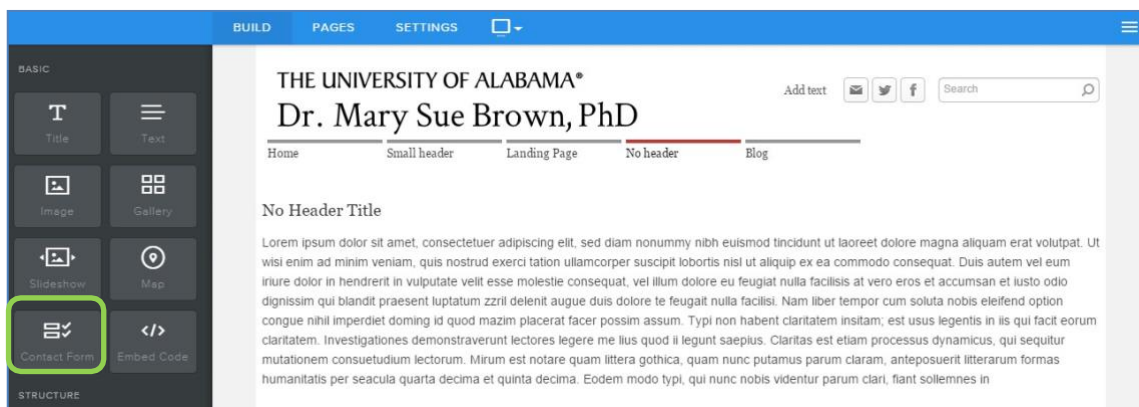 BUILD PAGES SETTINGS
BASIC
Title Text
Image Gallery
Slideshow Map
Contact Form Embed Code
STRUCTURE
THE UNIVERSITY OF ALABAMA®
Dr. Mary Sue Brown, PhD
Add text Search
Home Small header Landing Page No header Blog
No Header Title
Lorem ipsum dolor sit amet, consectetuer adipiscing elit, sed diam nonummy nibh euismod tincidunt ut laoreet dolore magna aliquam erat volutpat. Ut
wisi enim ad minim veniam, quis nostrud exerci tation ullamcorper suscipit lobortis nisl ut aliquip ex ea commodo consequat. Duis autem vel eum
iriure dolor in hendrerit in vulputate velit esse molestie consequat, vel illum dolore eu feugiat nulla facilisis at vero eros et accumsan et iusto odio
dignissim qui blandit praesent luptatum zzril delenit augue duis dolore te feugait nulla facilisi. Nam liber tempor cum soluta nobis eleifend option
congue nihil imperdiet doming id quod mazim placerat facer possim assum. Typi non habent claritatem insitam; est usus legentis in iis qui facit eorum
claritatem. Investigationes demonstraverunt lectores legere me lius quod ii legunt saepius. Claritas est etiam processus dynamicus, qui sequitur
mutationem consuetudium lectorum. Mirum est notare quam littera gothica, quam nunc putamus parum claram, anteposuerit litterarum formas
humanitatis per seacula quarta decima et quinta decima. Eodem modo typi, qui nunc nobis videntur parum clari, fiant sollemnes in